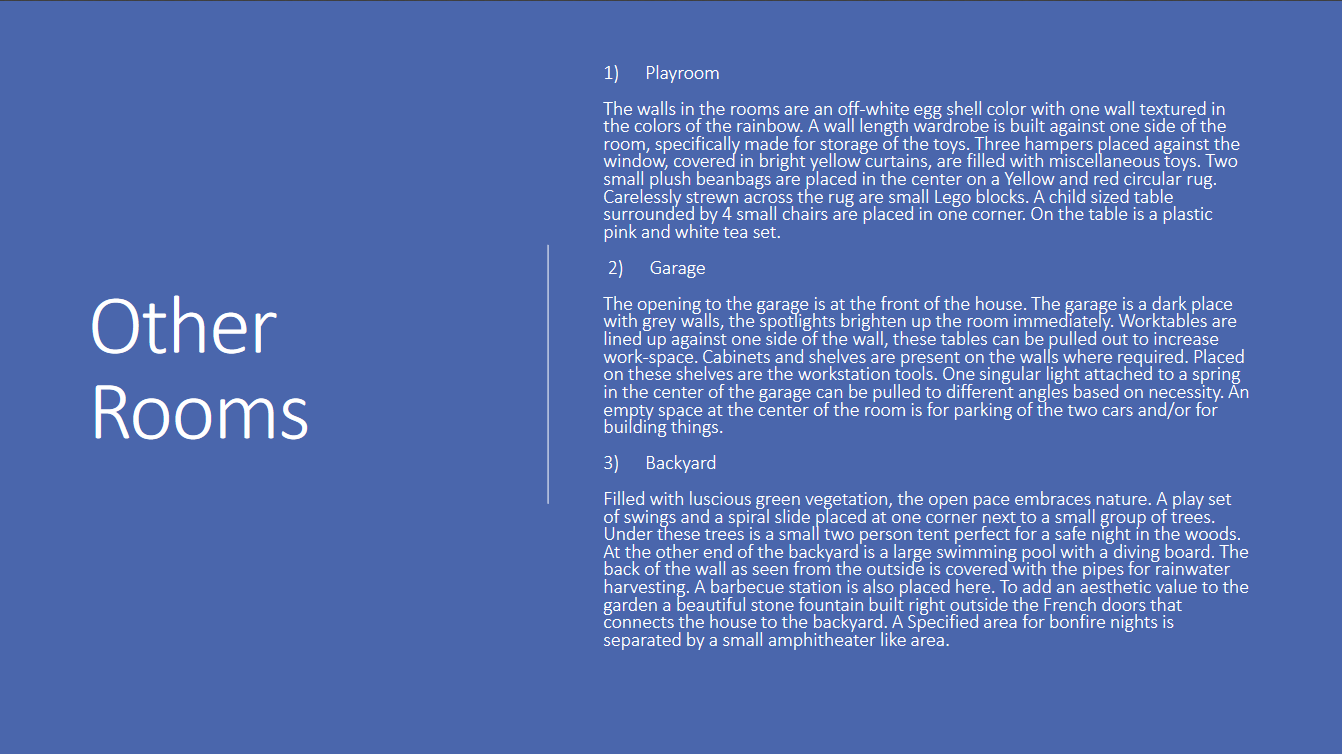 Other
Rooms
1) Playroom
The walls in the rooms are an off-white egg shell color with one wall textured in
the colors of the rainbow. A wall length wardrobe is built against one side of the
room, specifically made for storage of the toys. Three hampers placed against the
window, covered in bright yellow curtains, are filled with miscellaneous toys. Two
small plush beanbags are placed in the center on a Yellow and red circular rug.
Carelessly strewn across the rug are small Lego blocks. A child sized table
surrounded by 4 small chairs are placed in one corner. On the table is a plastic
pink and white tea set.
2) Garage
The opening to the garage is at the front of the house. The garage is a dark place
with grey walls, the spotlights brighten up the room immediately. Worktables are
lined up against one side of the wall, these tables can be pulled out to increase
work-space. Cabinets and shelves are present on the walls where required. Placed
on these shelves are the workstation tools. One singular light attached to a spring
in the center of the garage can be pulled to different angles based on necessity. An
empty space at the center of the room is for parking of the two cars and/or for
building things.
3) Backyard
Filled with luscious green vegetation, the open pace embraces nature. A play set
of swings and a spiral slide placed at one corner next to a small group of trees.
Under these trees is a small two person tent perfect for a safe night in the woods.
At the other end of the backyard is a large swimming pool with a diving board. The
back of the wall as seen from the outside is covered with the pipes for rainwater
harvesting. A barbecue station is also placed here. To add an aesthetic value to the
garden a beautiful stone fountain built right outside the French doors that
connects the house to the backyard. A Specified area for bonfire nights is
separated by a small amphitheater like area.